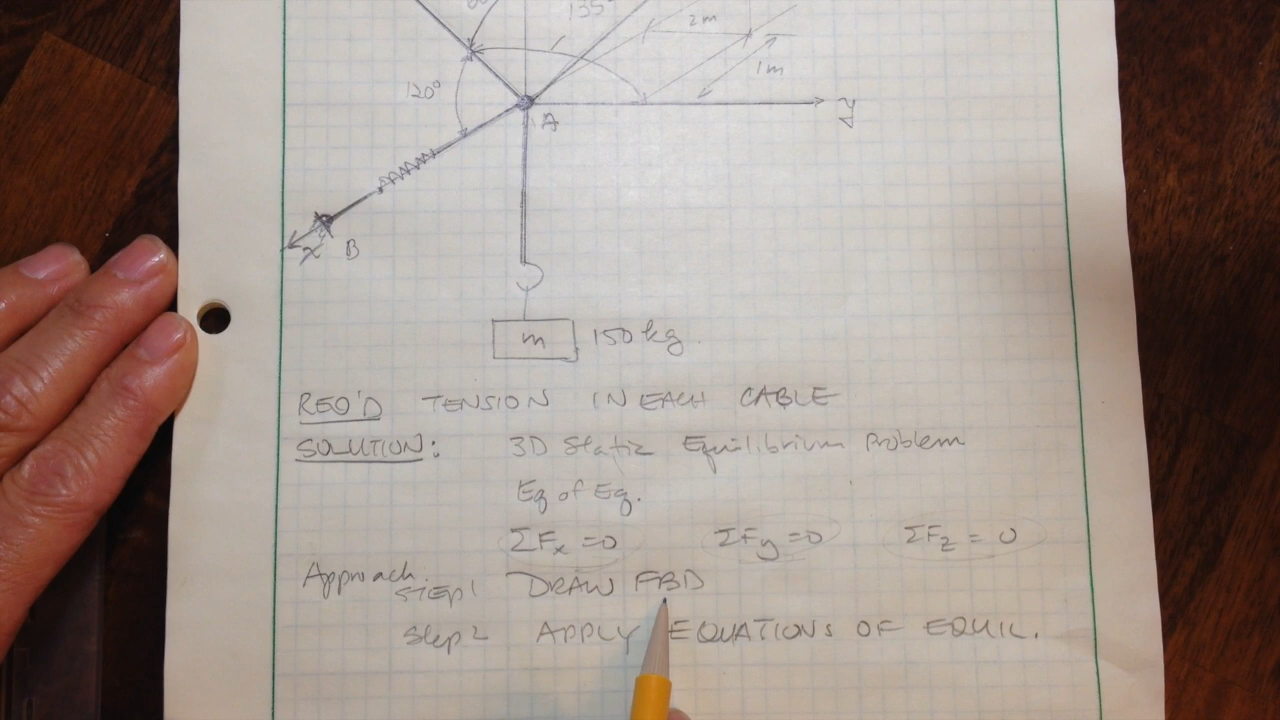 135°
2m
1m
120°
A
y
X B
m 150 kg.
REQ'D TENSION IN EACH CABLE
SOLUTION: 3D Static Equilibrium Problem
Eq of Eq.
ΣFx = 0 ΣFy = 0 ΣFz = 0
Approach.
STEP 1 DRAW FBD
Step 2 APPLY EQUATIONS OF EQUIL.